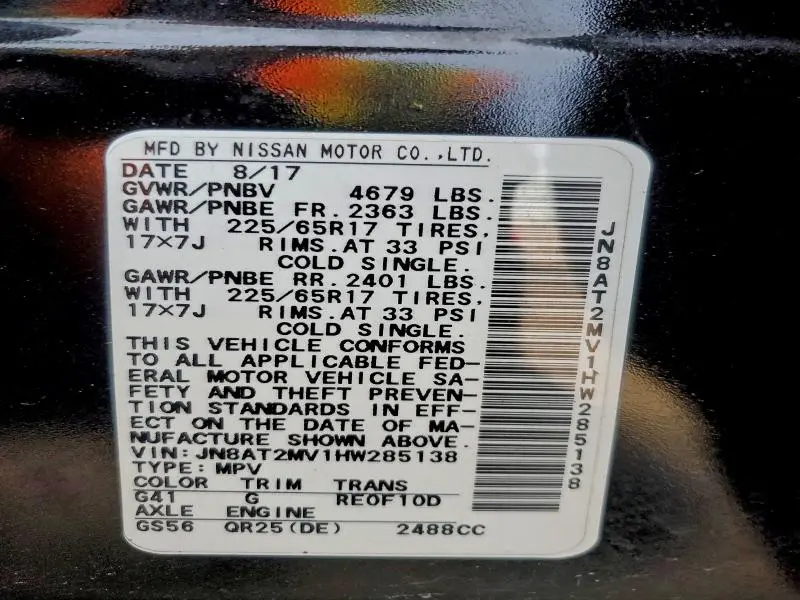 MFD BY NISSAN MOTOR CO.,LTD.
DATE 8/17
GVWR/PNBV 4679 LBS.
GAWR/PNBE FR. 2363 LBS.
WITH 225/65R17 TIRES,
17×7J RIMS.AT 33 PSI
COLD SINGLE.
GAWR/PNBE RR. 2401 LBS.
WITH 225/65R17 TIRES,
17×7J RIMS.AT 33 PSI
COLD SINGLE.
THIS VEHICLE CONFORMS
TO ALL APPLICABLE FED-
ERAL MOTOR VEHICLE SA-
FETY AND THEFT PREVEN-
TION STANDARDS IN EFF-
ECT ON THE DATE OF MA-
NUFACTURE SHOWN ABOVE.
VIN: JN8AT2MV1HW285138
TYPE: MPV
COLOR TRIM TRANS
G41 G RE0F10D
AXLE ENGINE
GS56 QR25(DE) 2488CC
JN8AT2MV1HW285138